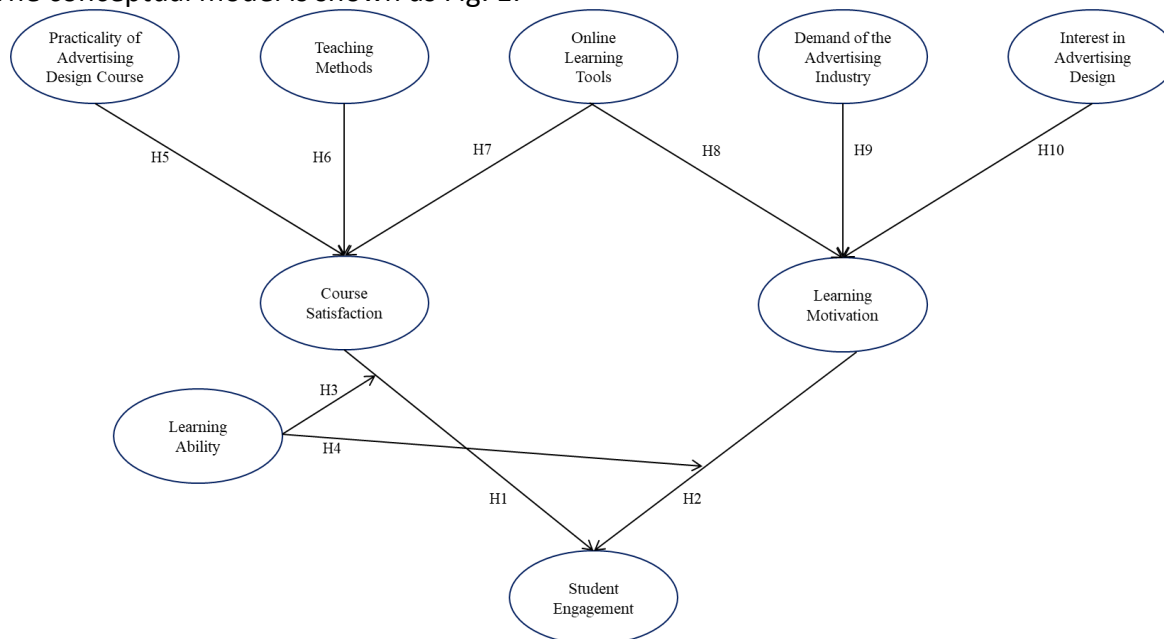 The conceptual model is shown as Fig. 1.
Practicality of
Advertising
Design Course
Teaching
Methods
Online
Learning
Tools
Demand of the
Advertising
Industry
Interest in
Advertising
Design
H5
H6
H7
H8
H9
H10
Course
Satisfaction
Learning
Motivation
H3
Learning
Ability
H4
H1
H2
Student
Engagement